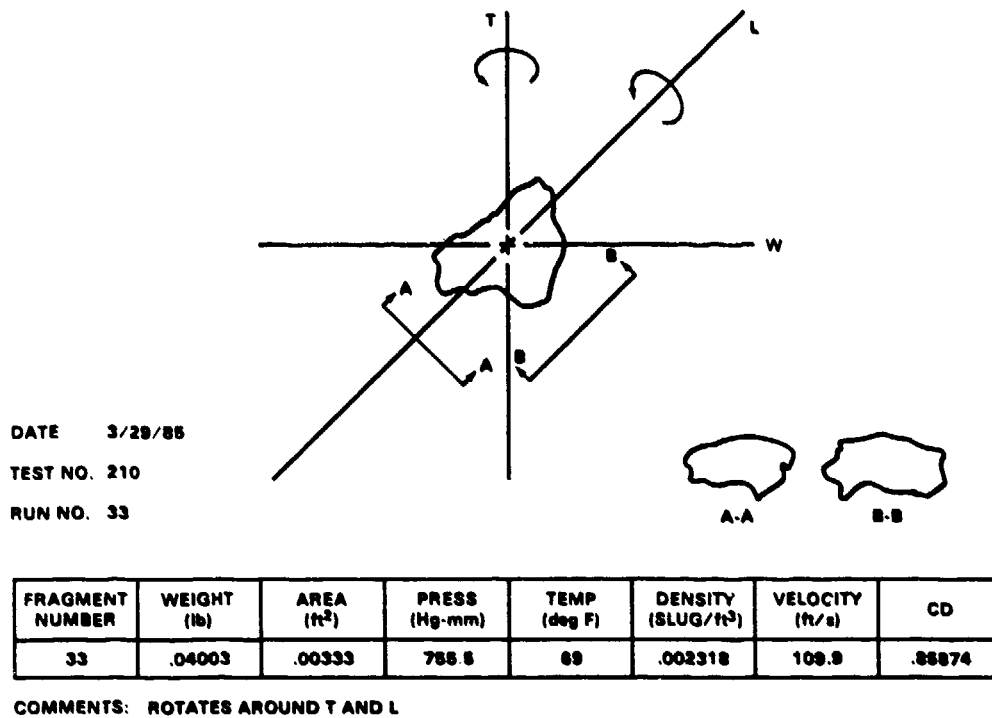 T
L
W
B
A
A
B
DATE 3/29/85
TEST NO. 210
RUN NO. 33
A-A
B-B
FRAGMENT NUMBER
WEIGHT (lb)
AREA (ft²)
PRESS (Hg-mm)
TEMP (deg F)
DENSITY (SLUG/ft³)
VELOCITY (ft/s)
CD
33 .04003 .00333 755.5 69 .002318 109.9 .85874
COMMENTS: ROTATES AROUND T AND L